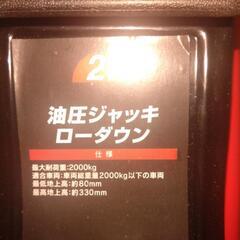 油圧ジャッキ
ローダウン
仕様
最大耐荷重:2000kg
適合車両:車両総重量2000kg以下の車両
最低地上高:約80mm
最高地上高:約330mm